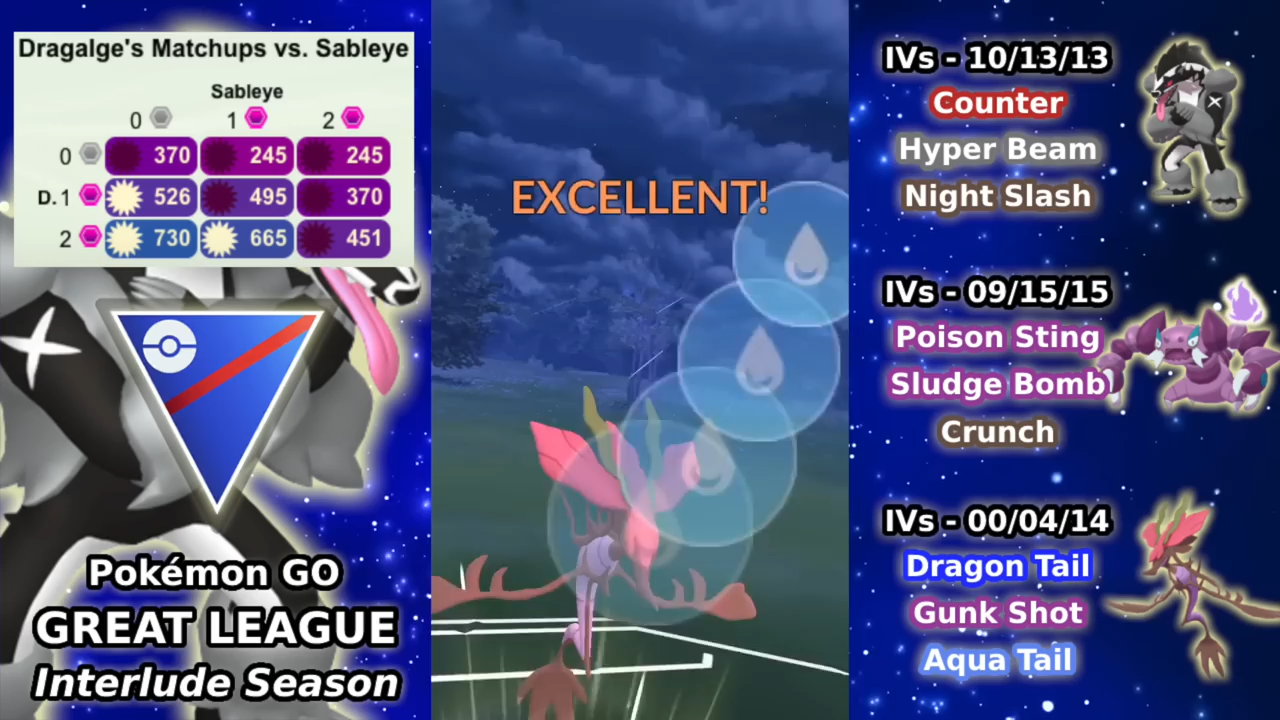 Dragalge's Matchups vs. Sableye
Sableye
0 1 2
0 370 245 245
D. 1 526 495 370
2 730 665 451
Pokémon GO
GREAT LEAGUE
Interlude Season
EXCELLENT!
IVs - 10/13/13
Counter
Hyper Beam
Night Slash
IVs - 09/15/15
Poison Sting
Sludge Bomb
Crunch
IVs - 00/04/14
Dragon Tail
Gunk Shot
Aqua Tail